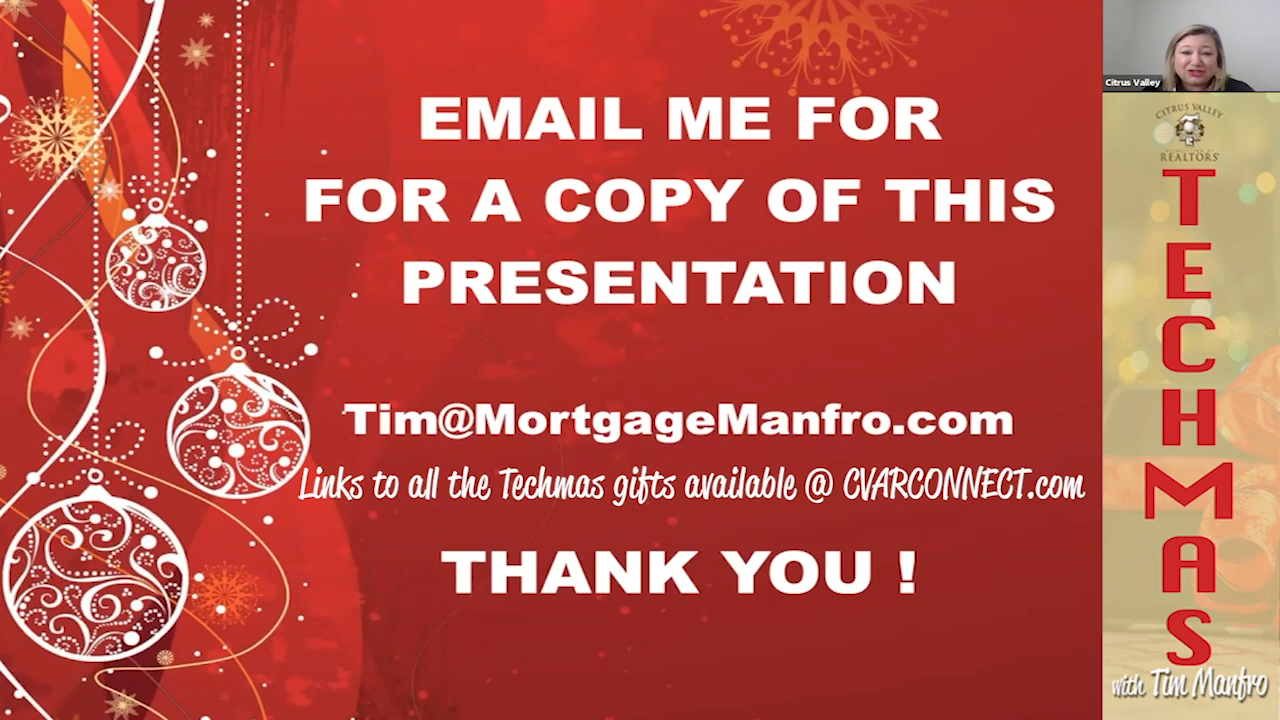 EMAIL ME FOR
FOR A COPY OF THIS
PRESENTATION
Tim@MortgageManfro.com
Links to all the Techmas gifts available @ CVARCONNECT.com
THANK YOU !
Citrus Valley
CITRUS VALLEY
REALTORS®
TECHMAS
with Tim Manfro